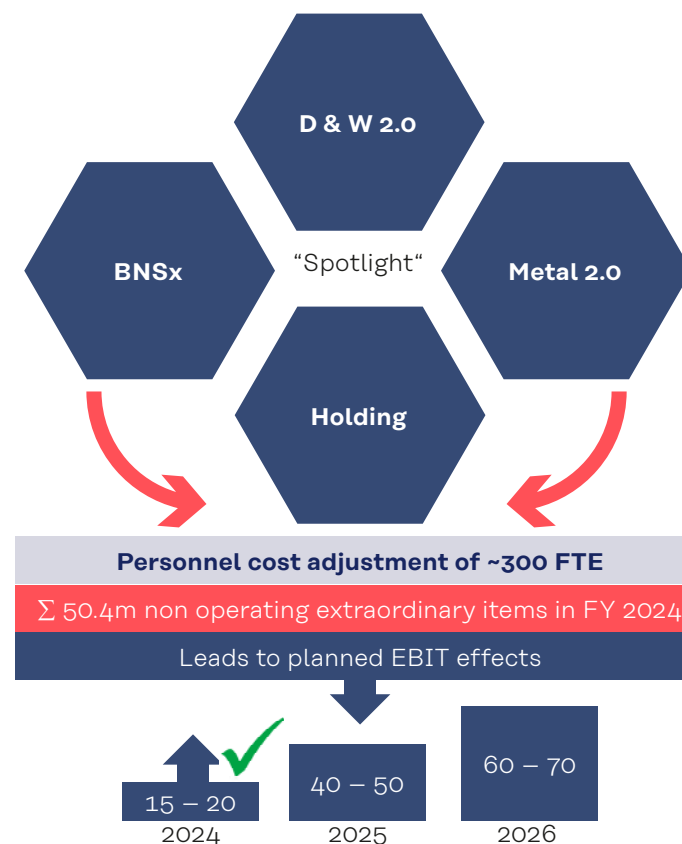 D & W 2.0
BNSx
“Spotlight“
Metal 2.0
Holding
Personnel cost adjustment of ~300 FTE
∑ 50.4m non operating extraordinary items in FY 2024
Leads to planned EBIT effects
15 – 20
40 – 50
60 – 70
2024
2025
2026